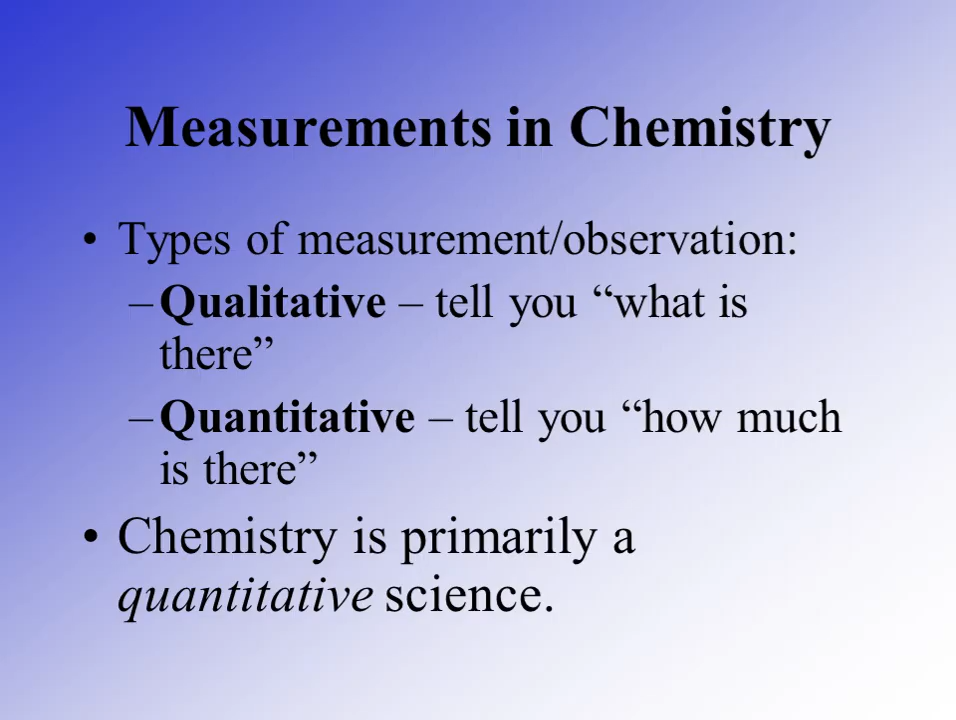 Measurements in Chemistry
• Types of measurement/observation:
– Qualitative – tell you “what is
there”
– Quantitative – tell you “how much
is there”
• Chemistry is primarily a
quantitative science.